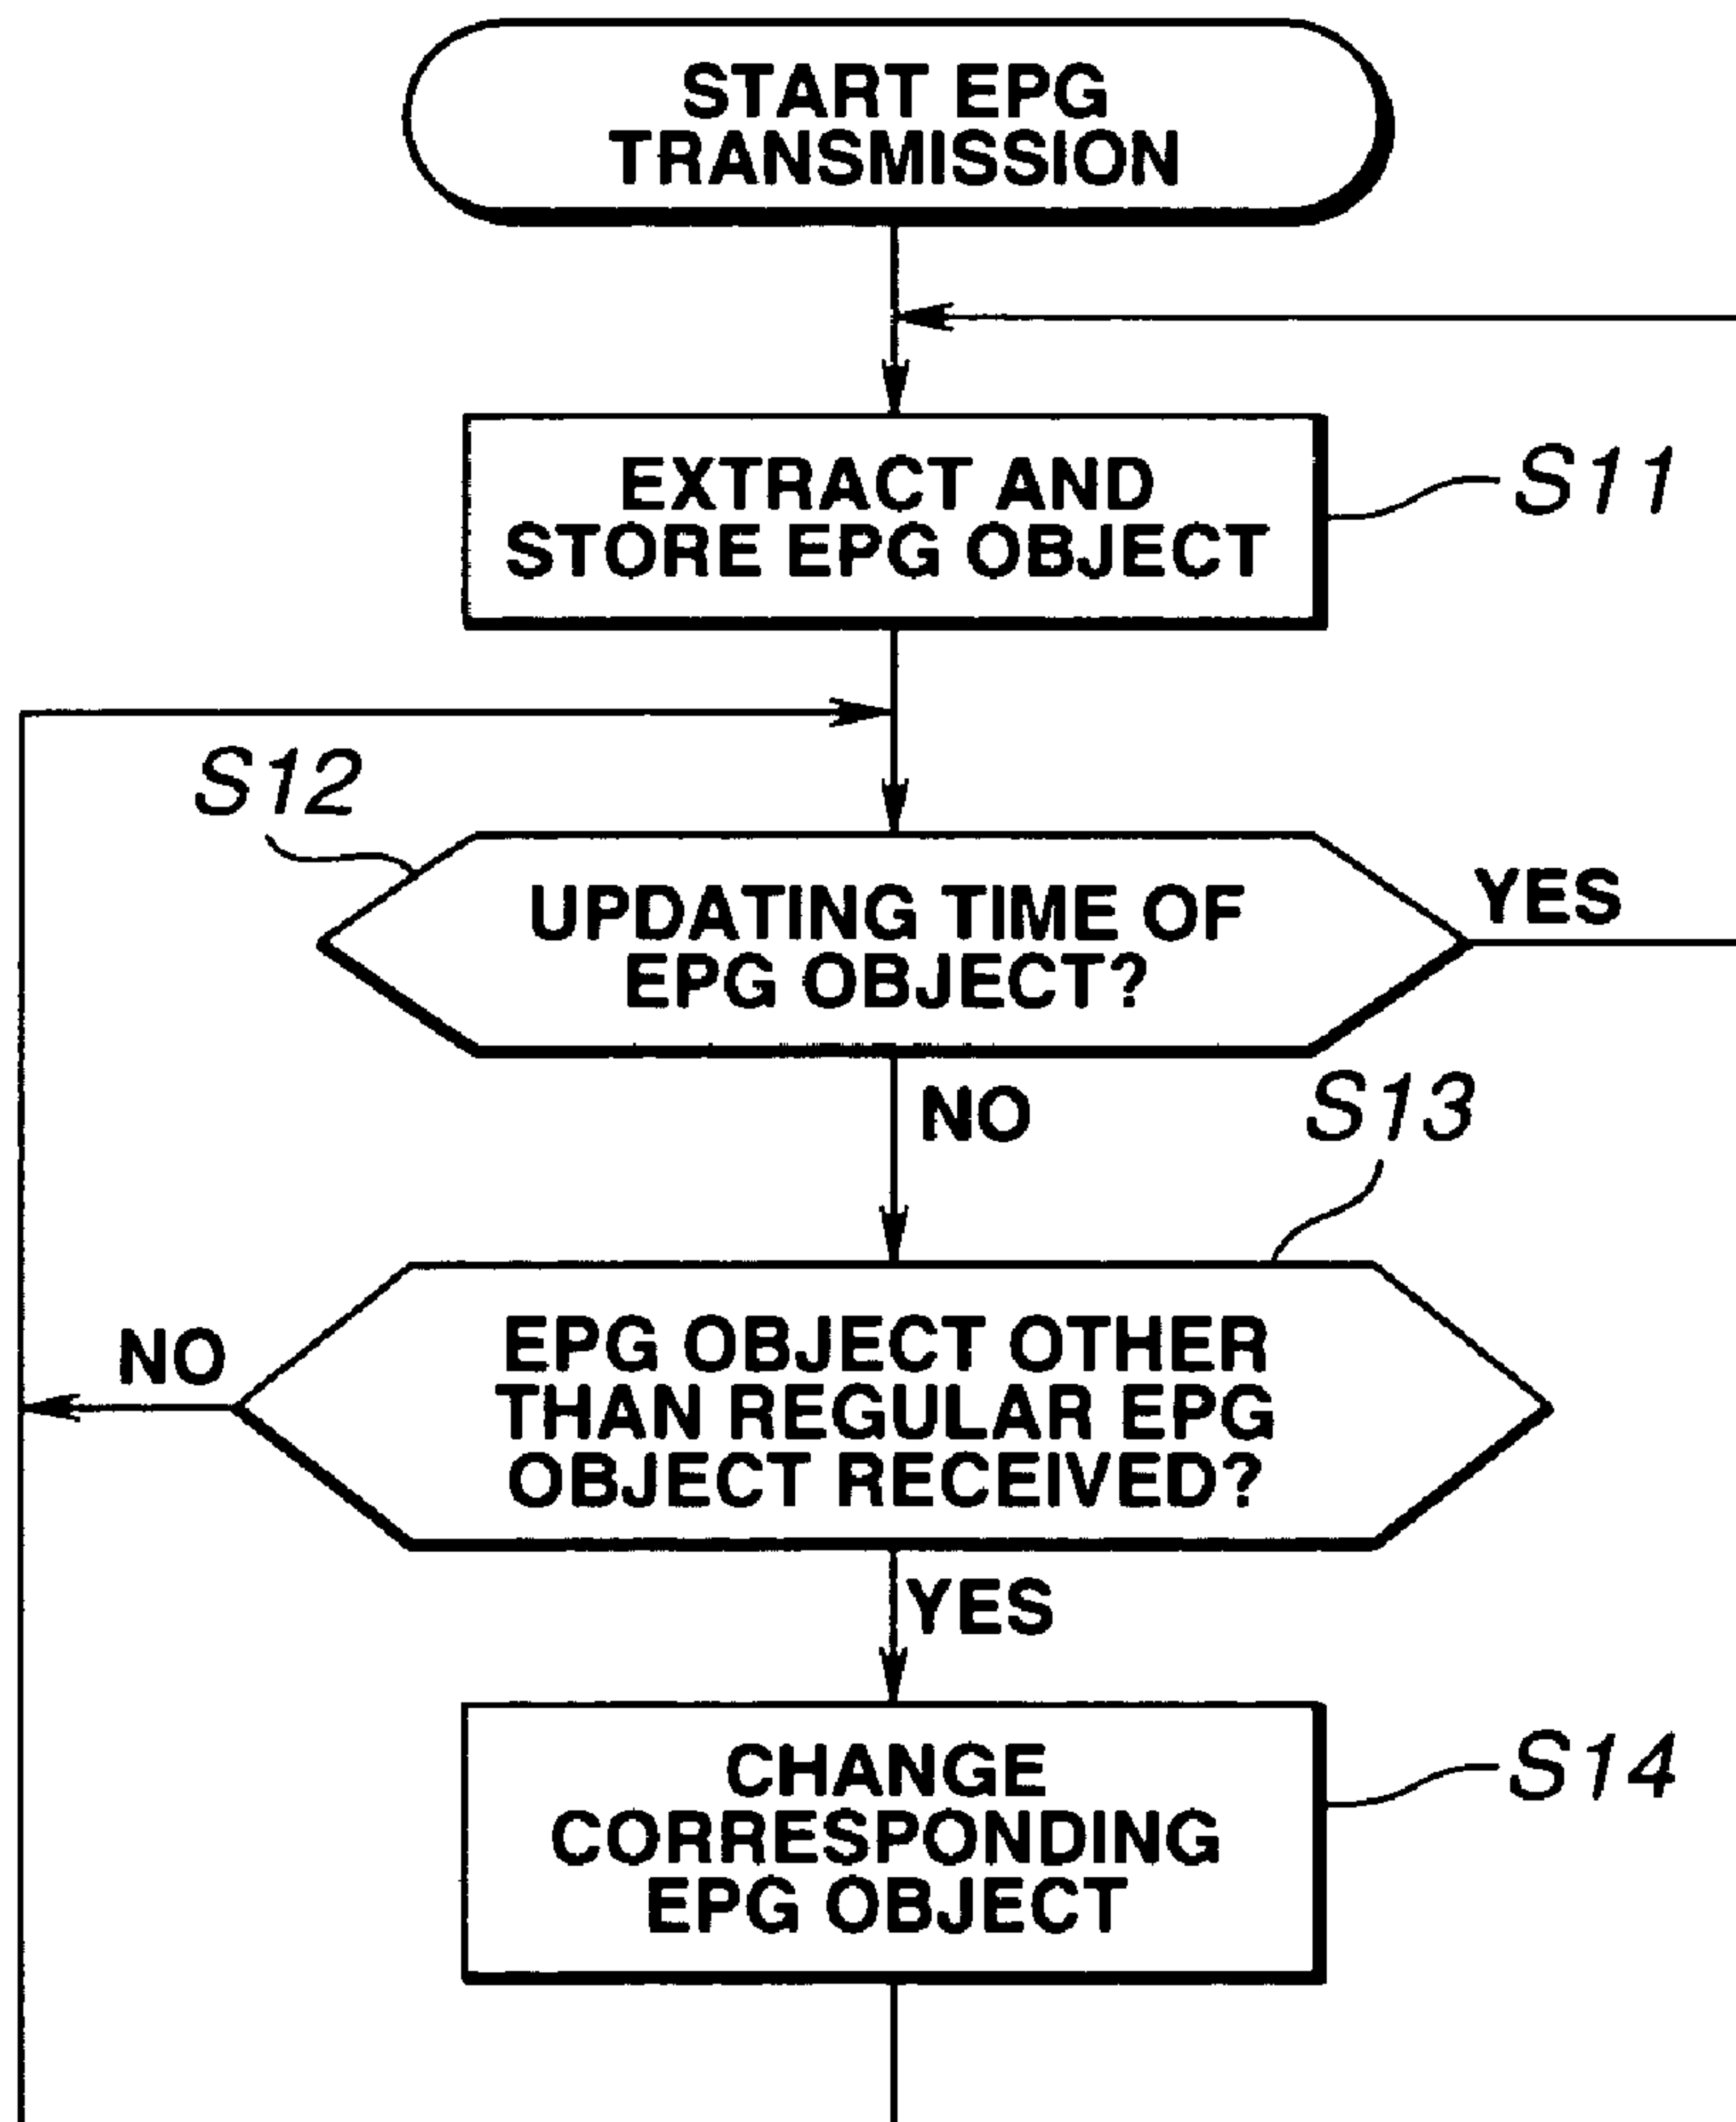 START EPG
TRANSMISSION
EXTRACT AND
STORE EPG OBJECT
S11
S12
UPDATING TIME OF
EPG OBJECT?
YES
NO
S13
EPG OBJECT OTHER
THAN REGULAR EPG
OBJECT RECEIVED?
NO
YES
CHANGE
CORRESPONDING
EPG OBJECT
S14